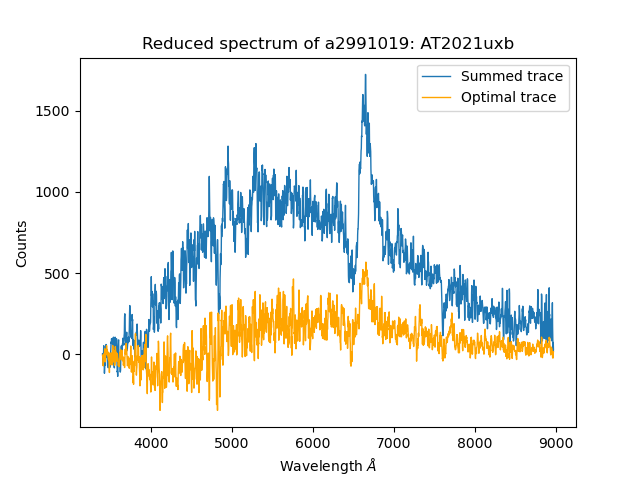 Reduced spectrum of a2991019: AT2021uxb
Summed trace
Optimal trace
Counts
1500
1000
500
0
4000
5000
6000
7000
8000
9000
Wavelength Å